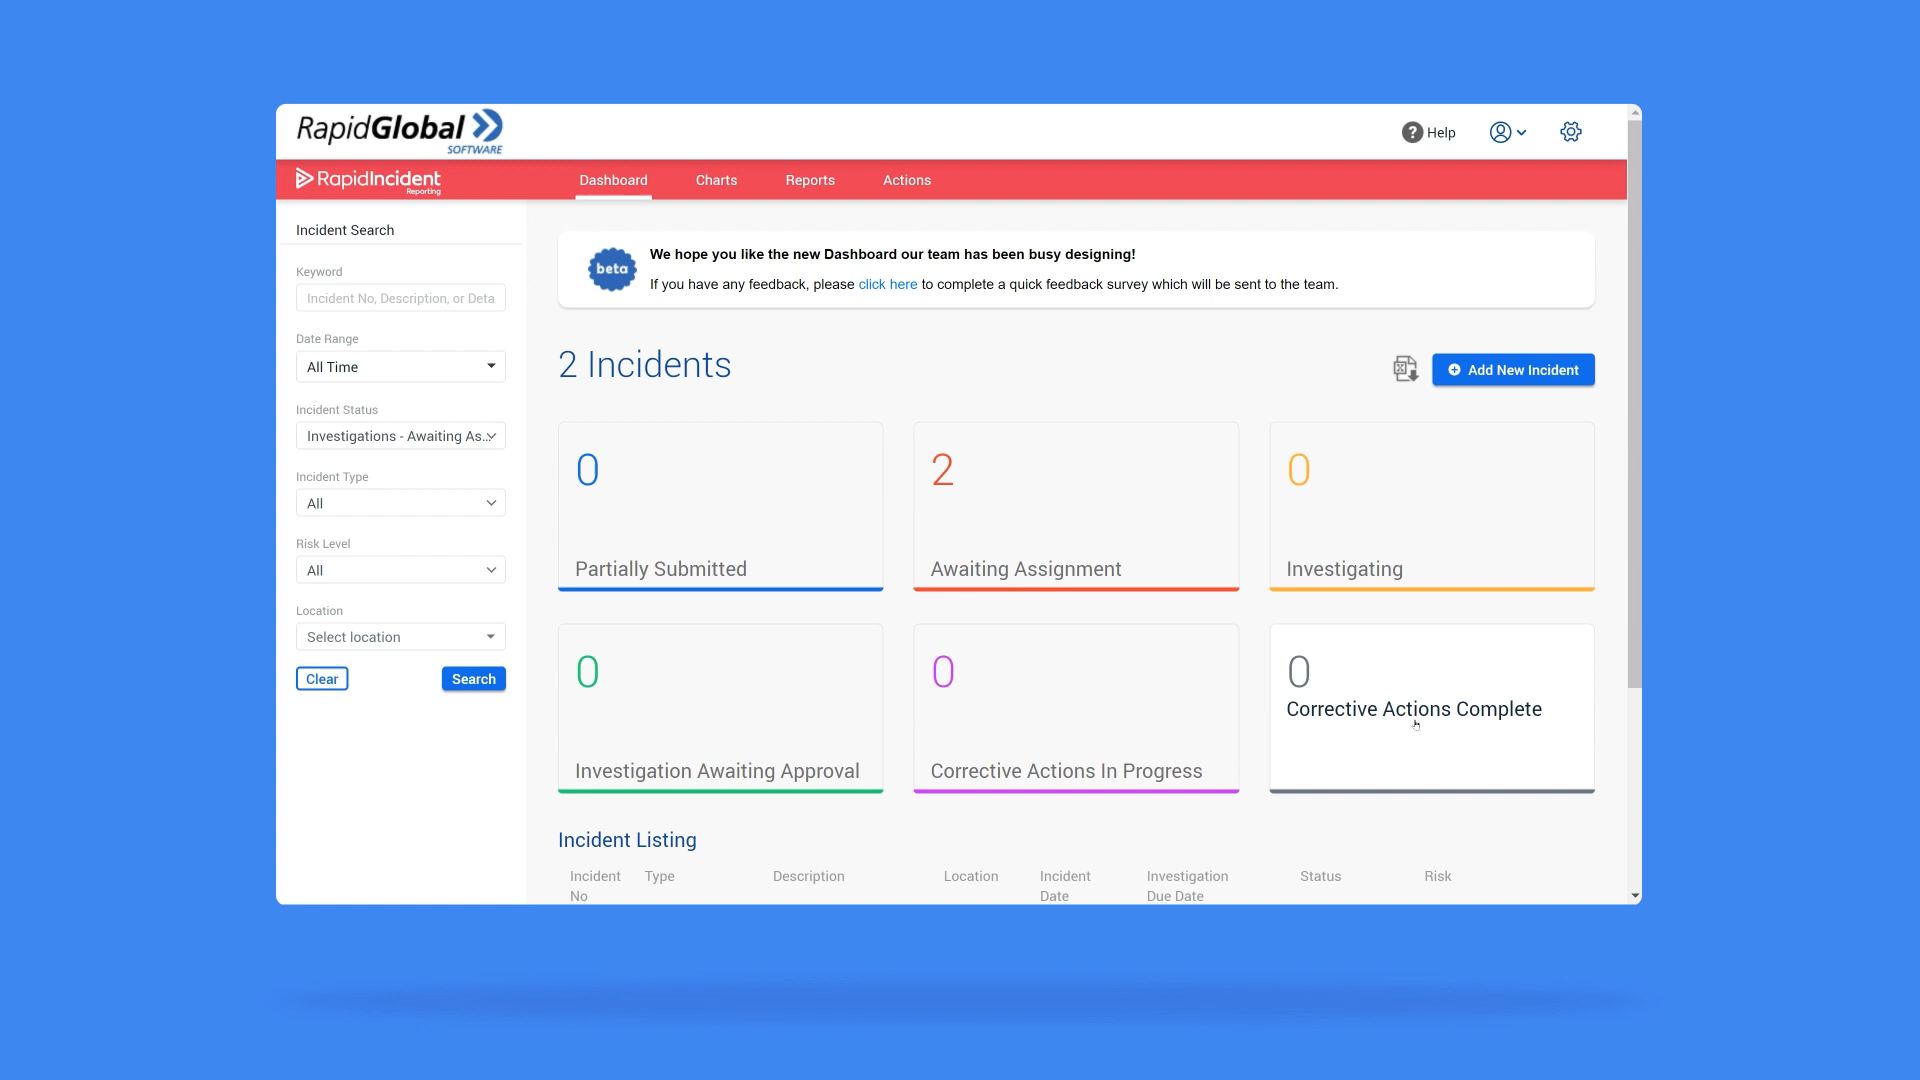 RapidGlobal
SOFTWARE
Help
RapidIncident
Reporting
Dashboard
Charts
Reports
Actions
Incident Search
Keyword
Incident No, Description, or Deta
Date Range
All Time
Incident Status
Investigations - Awaiting As..
Incident Type
All
Risk Level
All
Location
Select location
Clear
Search
beta
We hope you like the new Dashboard our team has been busy designing!
If you have any feedback, please click here to complete a quick feedback survey which will be sent to the team.
2 Incidents
Add New Incident
0
Partially Submitted
2
Awaiting Assignment
0
Investigating
0
Investigation Awaiting Approval
0
Corrective Actions In Progress
0
Corrective Actions Complete
Incident Listing
Incident No
Type
Description
Location
Incident Date
Investigation Due Date
Status
Risk